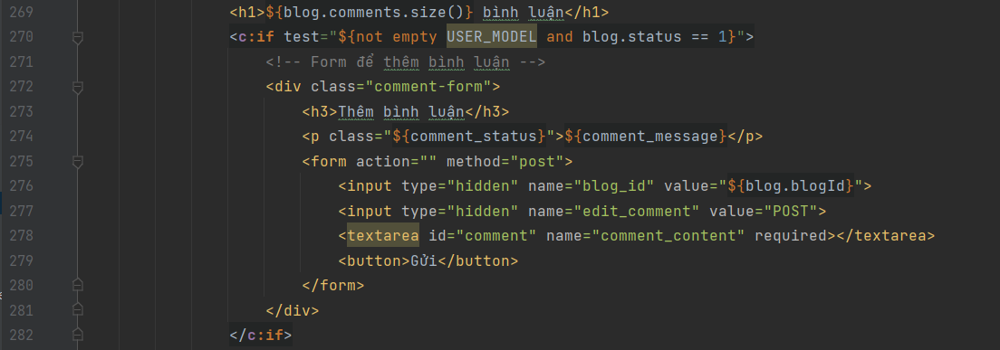 269 <h1>${blog.comments.size()} bình luận</h1>
270 <c:if test="${not empty USER_MODEL and blog.status == 1}">
271 <!-- Form để thêm bình luận -->
272 <div class="comment-form">
273 <h3>Thêm bình luận</h3>
274 <p class="${comment_status}">${comment_message}</p>
275 <form action="" method="post">
276 <input type="hidden" name="blog_id" value="${blog.blogId}">
277 <input type="hidden" name="edit_comment" value="POST">
278 <textarea id="comment" name="comment_content" required></textarea>
279 <button>Gửi</button>
280 </form>
281 </div>
282 </c:if>